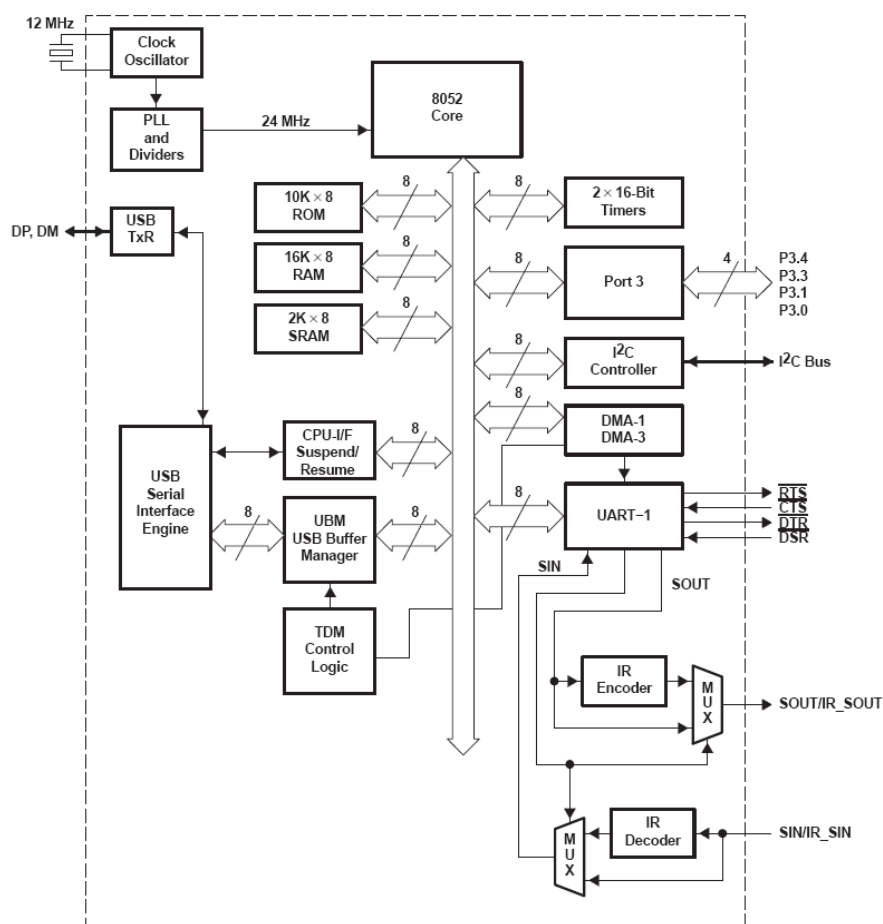 12 MHz
Clock
Oscillator
PLL
and
Dividers
24 MHz
8052
Core
10K × 8
ROM
8
8
2 × 16-Bit
Timers
DP, DM
USB
TxR
16K × 8
RAM
8
8
Port 3
4
P3.4
P3.3
P3.1
P3.0
2K × 8
SRAM
8
8
I²C
Controller
I²C Bus
8
DMA-1
DMA-3
USB
Serial
Interface
Engine
CPU-I/F
Suspend/
Resume
8
8
UBM
USB Buffer
Manager
8
8
UART–1
RTS
CTS
DTR
DSR
SIN
SOUT
TDM
Control
Logic
IR
Encoder
MUX
SOUT/IR_SOUT
MUX
IR
Decoder
SIN/IR_SIN